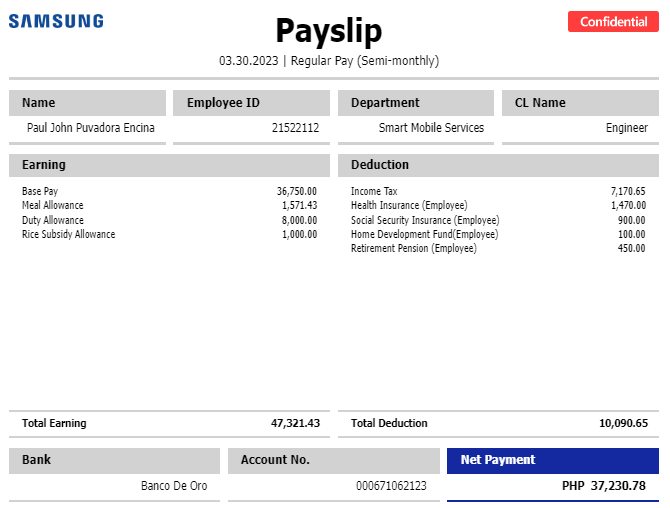 SAMSUNG
Payslip
Confidential
03.30.2023 | Regular Pay (Semi-monthly)
Name Employee ID Department CL Name
Paul John Puvadora Encina 21522112 Smart Mobile Services Engineer
Earning Deduction
Base Pay 36,750.00 Income Tax 7,170.65
Meal Allowance 1,571.43 Health Insurance (Employee) 1,470.00
Duty Allowance 8,000.00 Social Security Insurance (Employee) 900.00
Rice Subsidy Allowance 1,000.00 Home Development Fund(Employee) 100.00
Retirement Pension (Employee) 450.00
Total Earning 47,321.43 Total Deduction 10,090.65
Bank Account No. Net Payment
Banco De Oro 000671062123 PHP 37,230.78